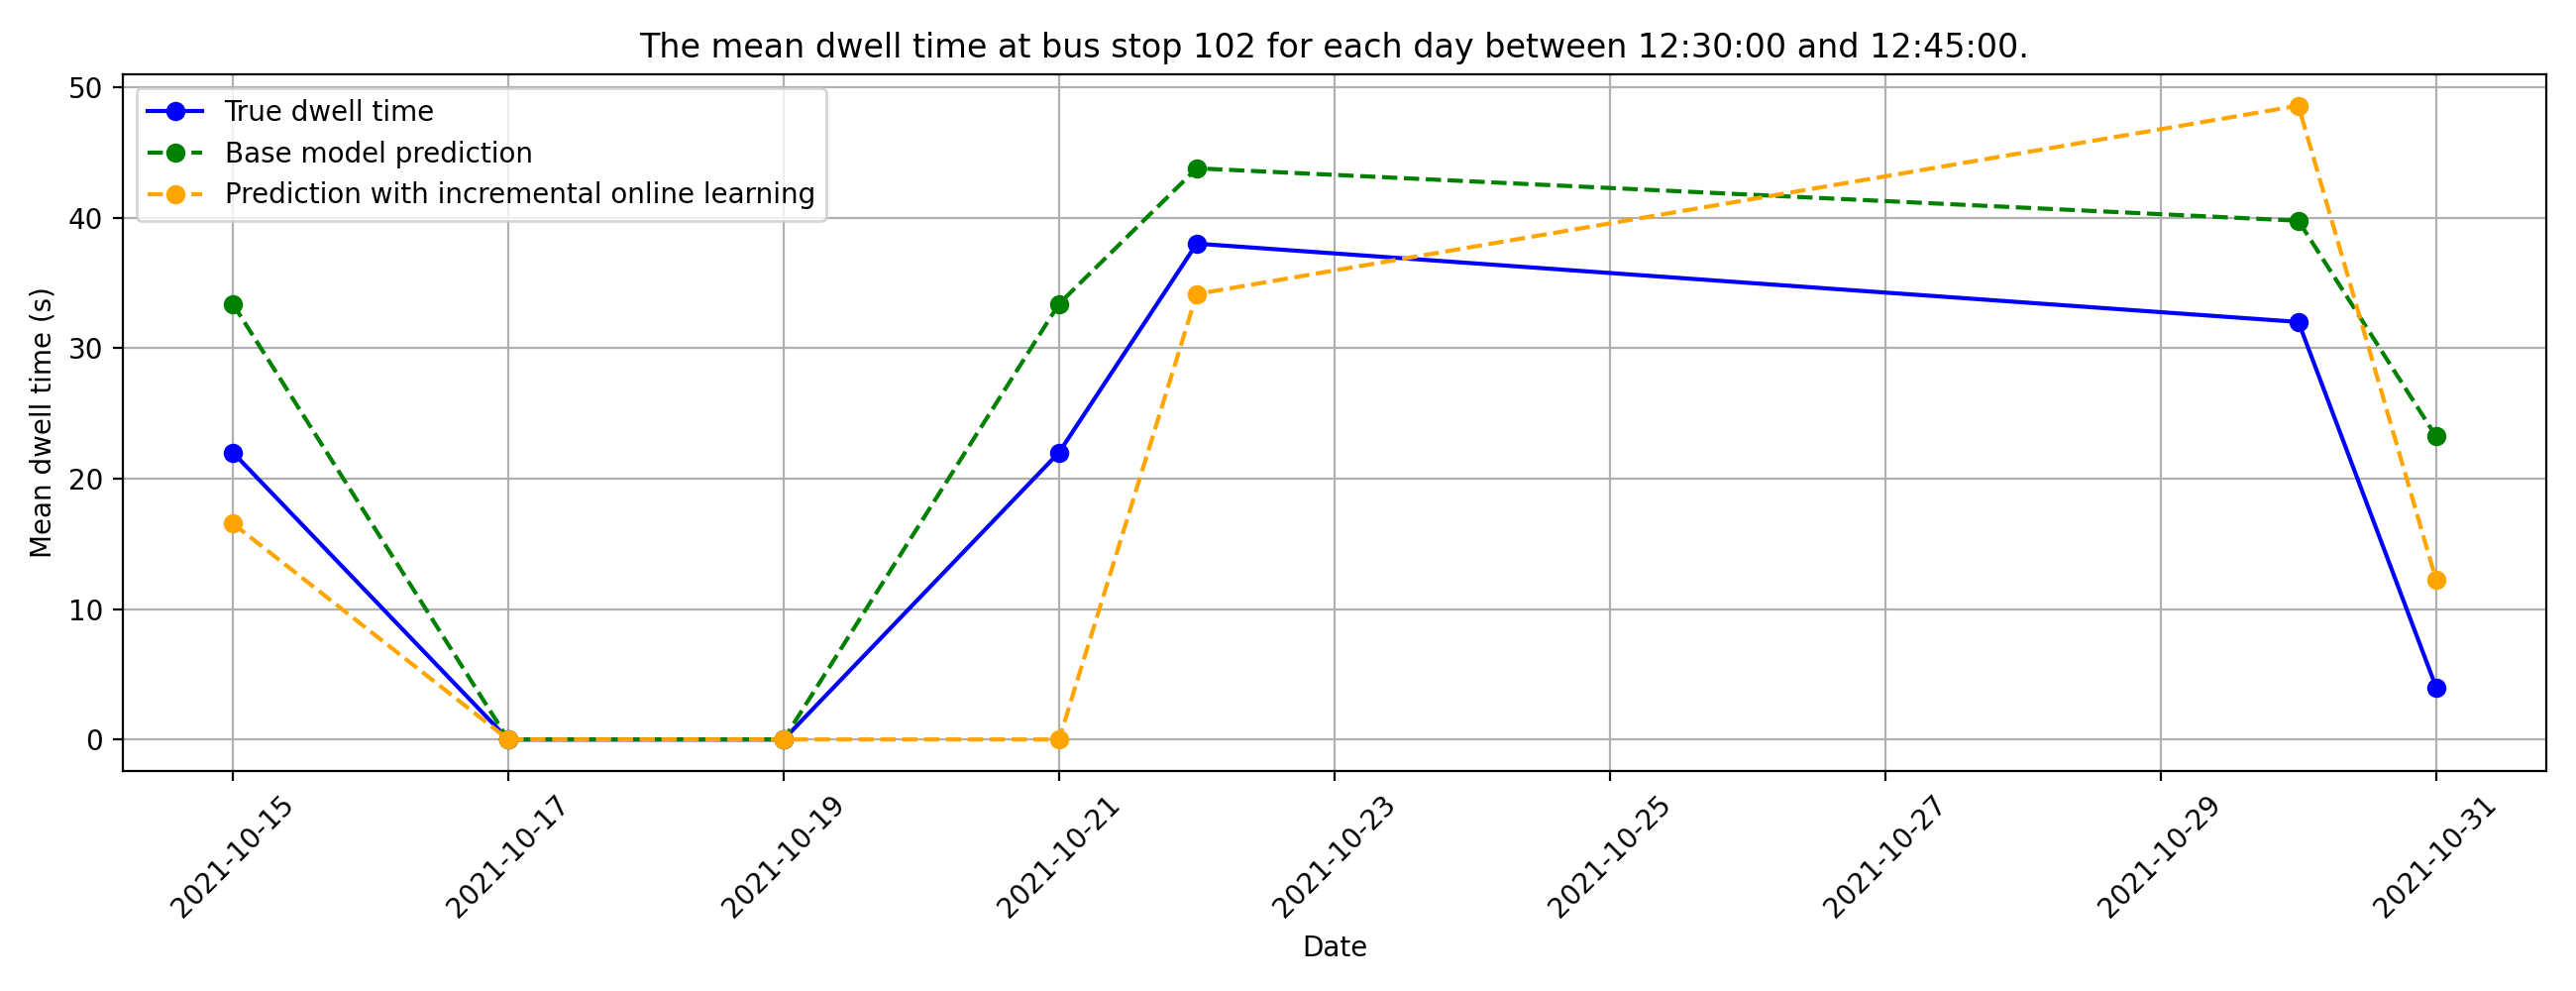 The mean dwell time at bus stop 102 for each day between 12:30:00 and 12:45:00.
50
40
30
20
10
0
Mean dwell time (s)
True dwell time
Base model prediction
Prediction with incremental online learning
2021-10-15
2021-10-17
2021-10-19
2021-10-21
2021-10-23
2021-10-25
2021-10-27
2021-10-29
2021-10-31
Date